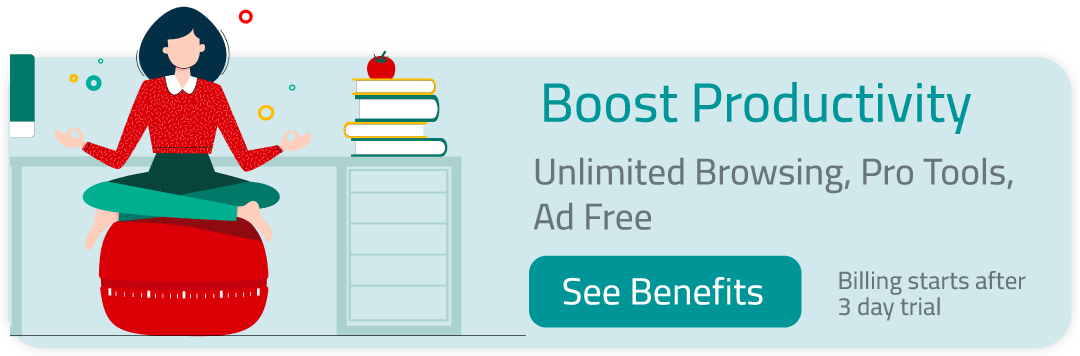 Boost Productivity
Unlimited Browsing, Pro Tools,
Ad Free
See Benefits
Billing starts after
3 day trial